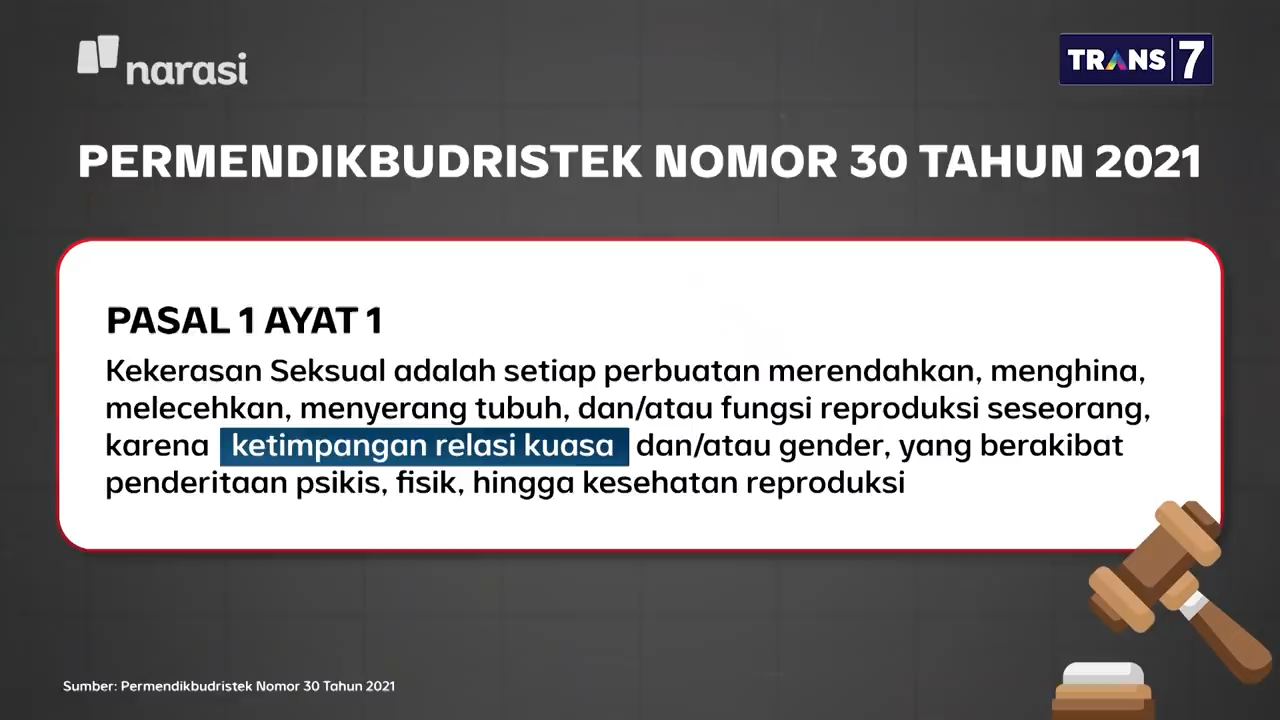 narasi
TRANS 7
PERMENDIKBUDRISTEK NOMOR 30 TAHUN 2021
PASAL 1 AYAT 1
Kekerasan Seksual adalah setiap perbuatan merendahkan, menghina,
melecehkan, menyerang tubuh, dan/atau fungsi reproduksi seseorang,
karena ketimpangan relasi kuasa dan/atau gender, yang berakibat
penderitaan psikis, fisik, hingga kesehatan reproduksi
Sumber: Permendikbudristek Nomor 30 Tahun 2021